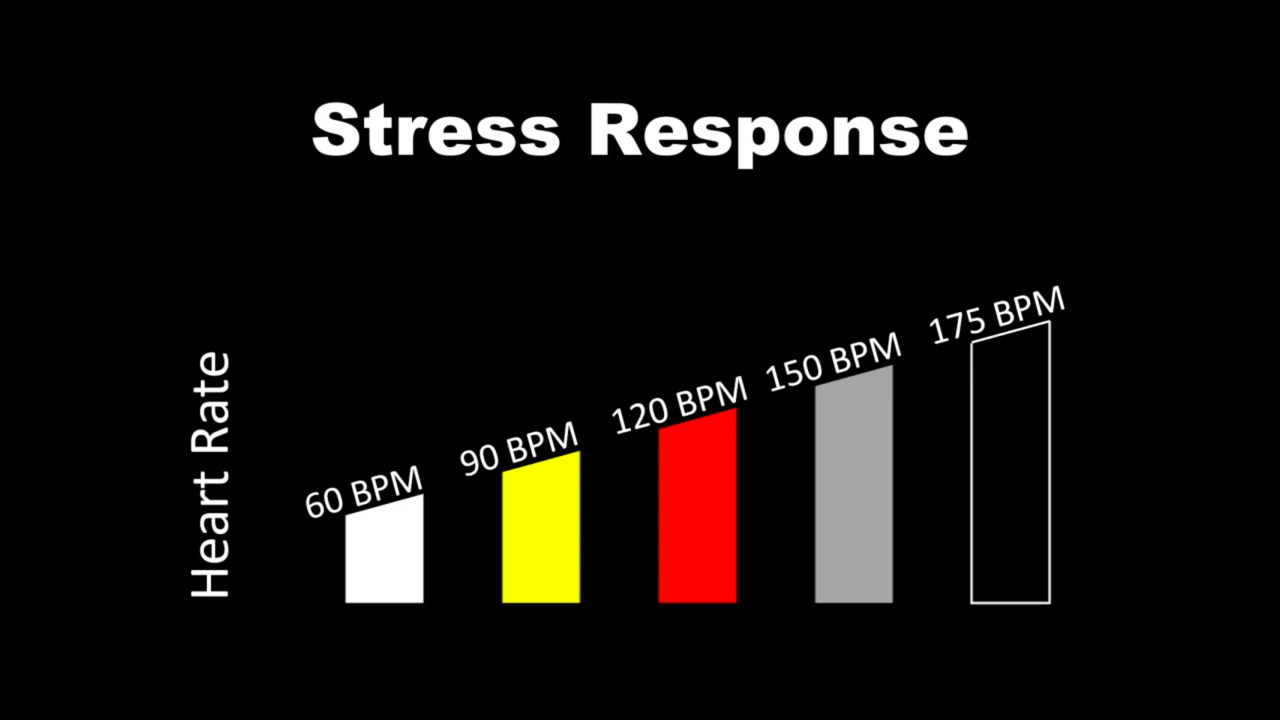 Stress Response
Heart Rate
60 BPM
90 BPM
120 BPM
150 BPM
175 BPM